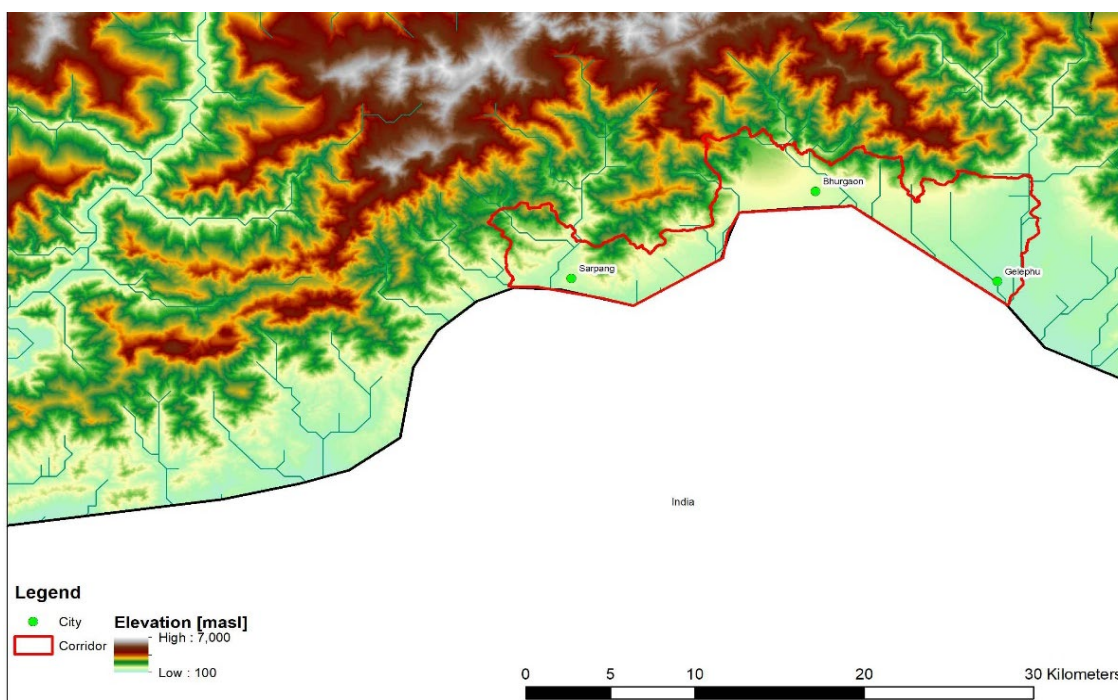 Bhurgaon
Sarpang
Gelephu
India
Legend
City
Corridor
Elevation [masl]
High : 7,000
Low : 100
0 5 10 20 30 Kilometers